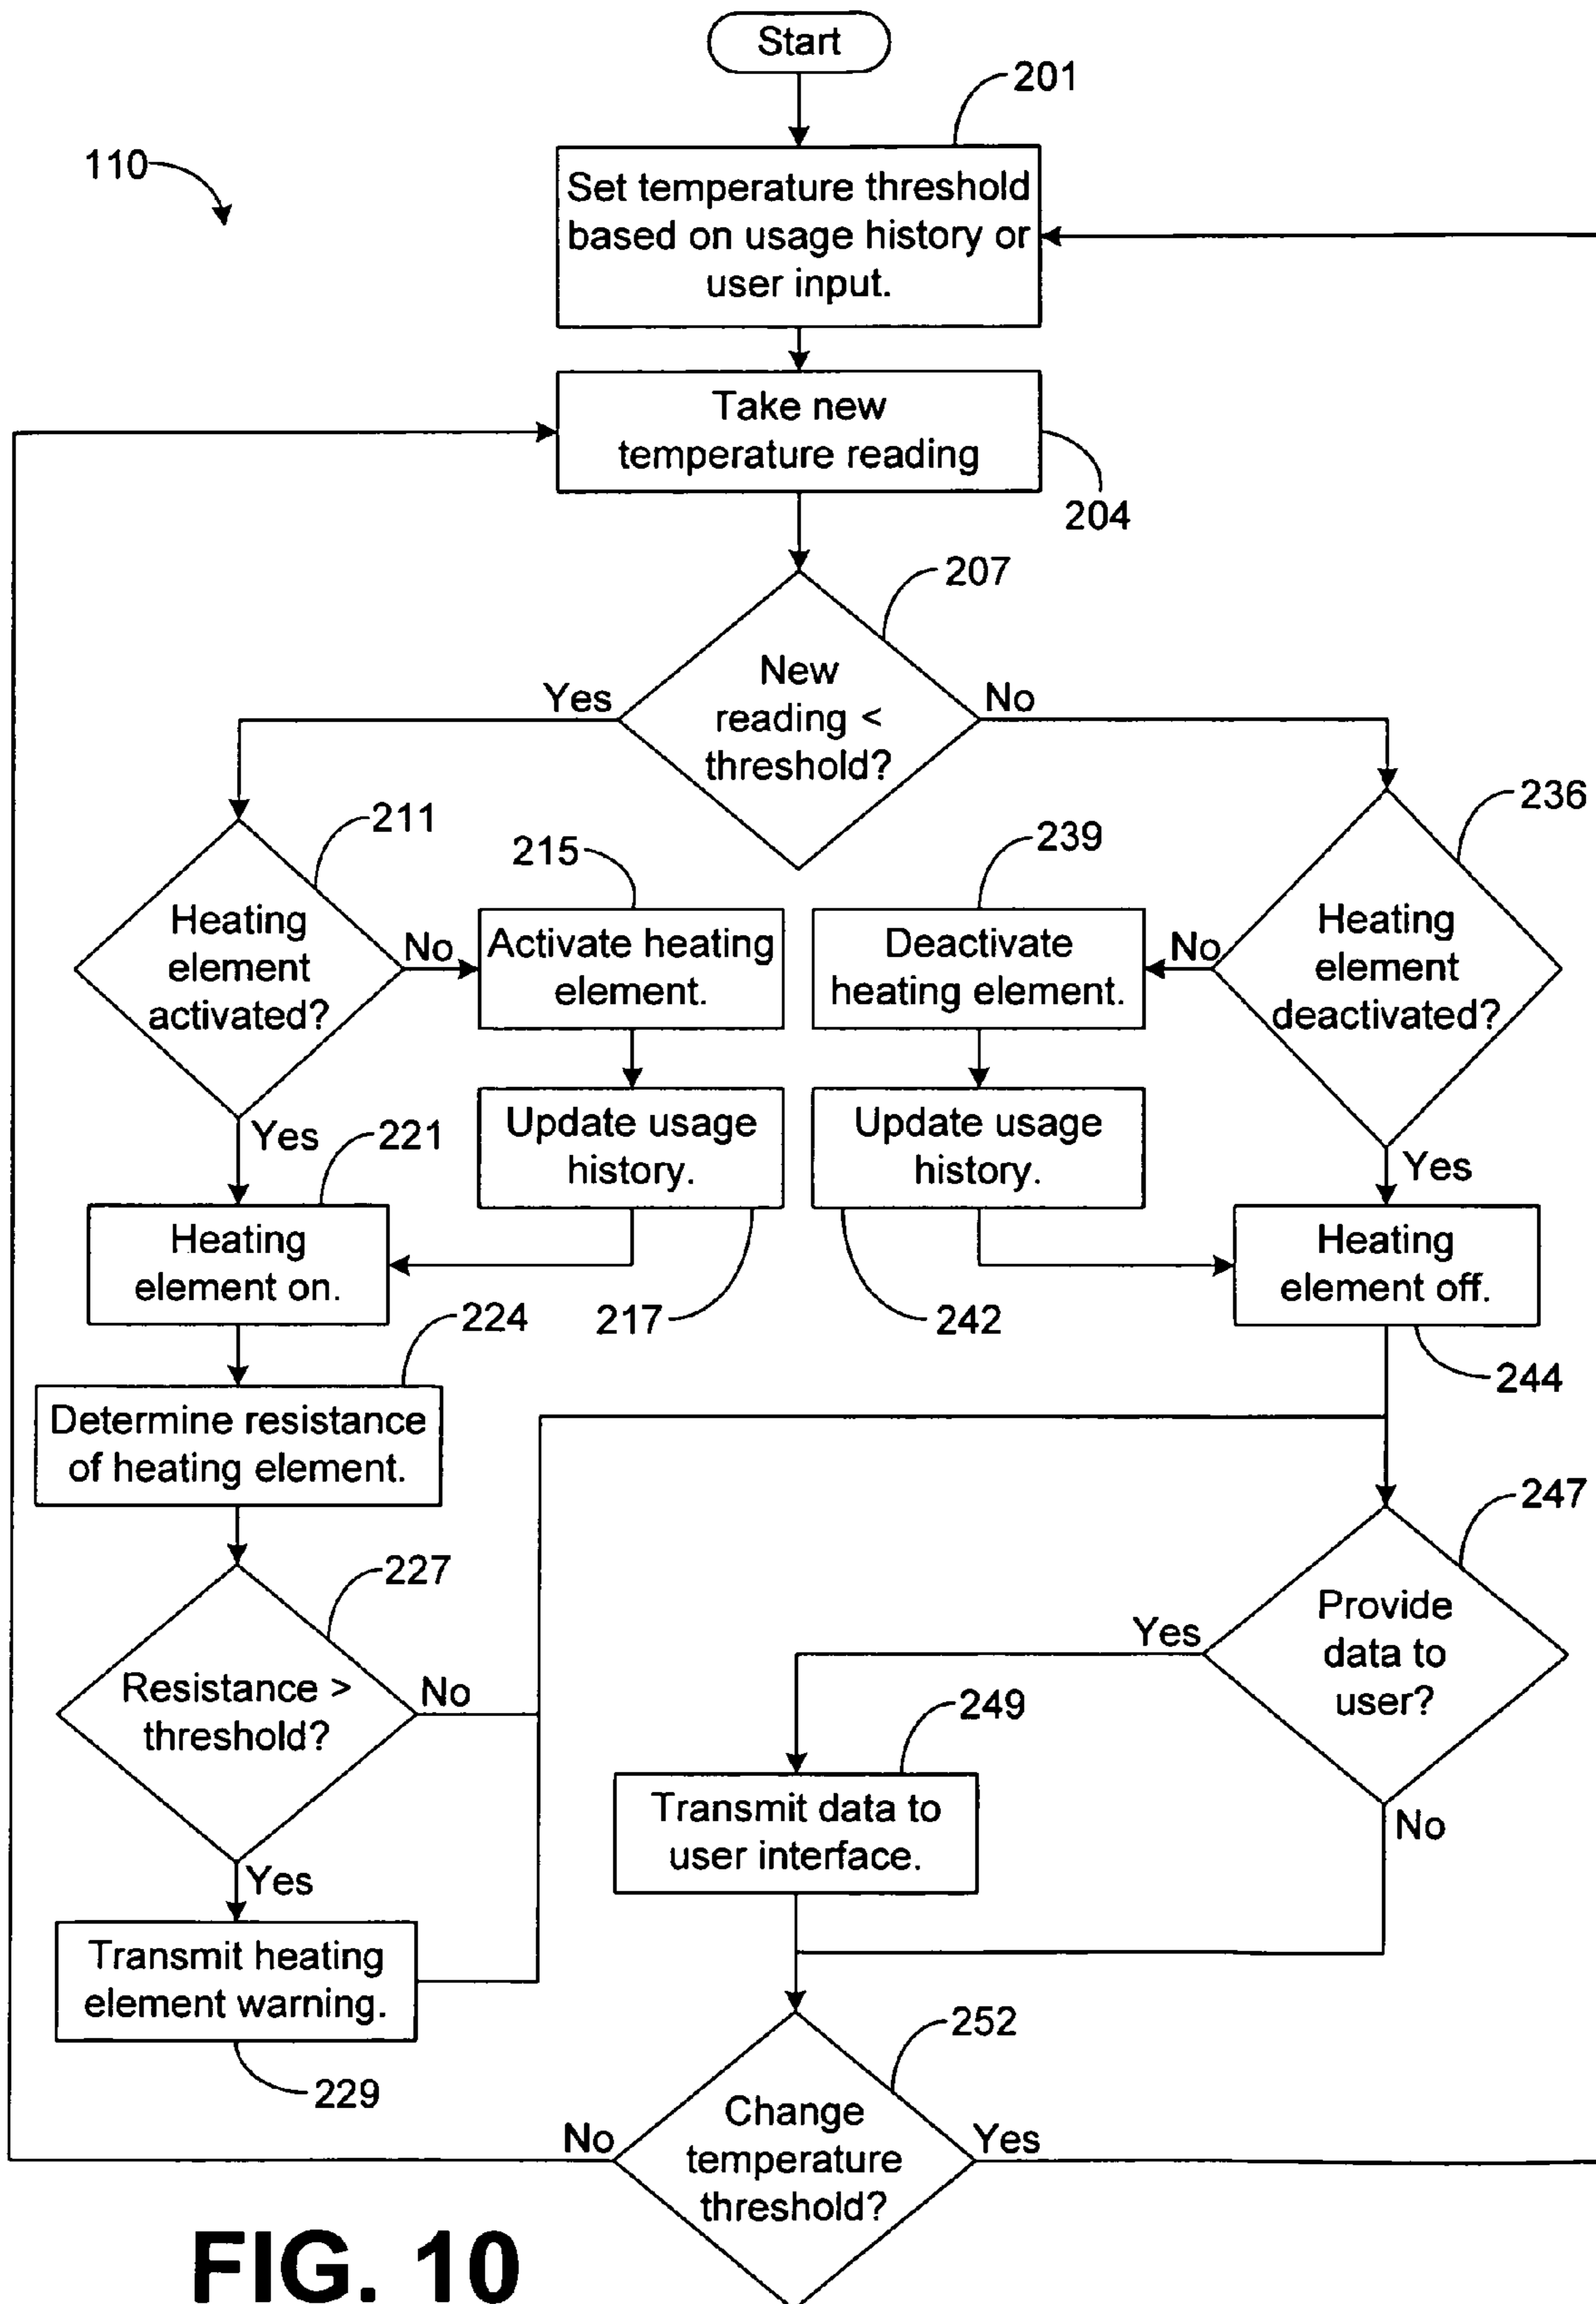 Start
201
110
Set temperature threshold
based on usage history or
user input.
Take new
temperature reading
204
207
New
reading <
threshold?
Yes
No
211
215
239
236
Heating
element
activated?
No
Activate heating
element.
Deactivate
heating element.
No
Heating
element
deactivated?
Yes
221
Update usage
history.
Update usage
history.
Yes
Heating
element on.
217
242
Heating
element off.
244
224
Determine resistance
of heating element.
227
247
Resistance >
threshold?
No
Provide
data to
user?
Yes
No
249
Transmit data to
user interface.
Yes
Transmit heating
element warning.
229
252
Change
temperature
threshold?
No
Yes
FIG. 10